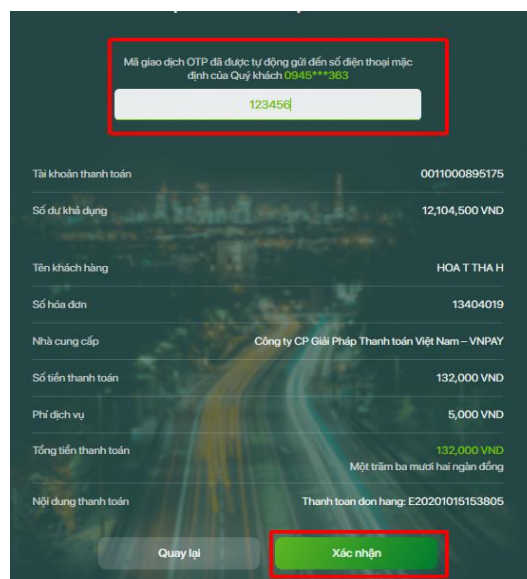 Mã giao dịch OTP đã được tự động gửi đến số điện thoại mặc
định của Quý khách 0945***363
123456
Tài khoản thanh toán 0011000895175
Số dư khả dụng 12,104,500 VND
Tên khách hàng HOA T THA H
Số hóa đơn 13404019
Nhà cung cấp Công ty CP Giải Pháp Thanh toán Việt Nam – VNPAY
Số tiền thanh toán 132,000 VND
Phí dịch vụ 5,000 VND
Tổng tiền thanh toán 132,000 VND
Một trăm ba mươi hai ngàn đồng
Nội dung thanh toán Thanh toan don hang: E20201015153805
Quay lại Xác nhận